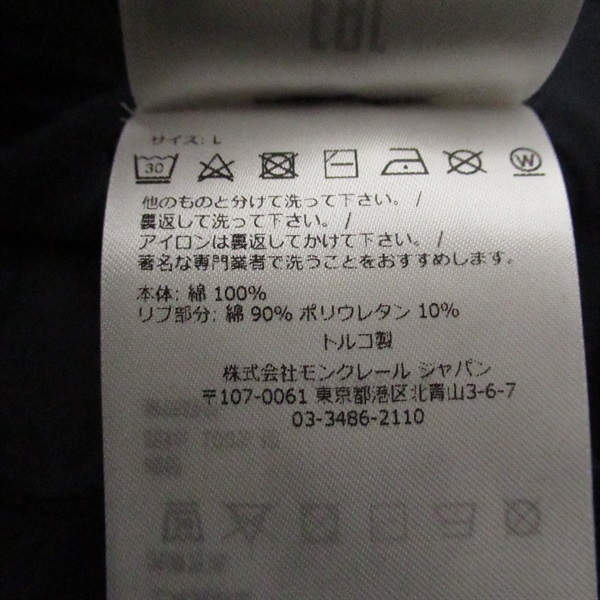 サイズ: L
30
W
他のものと分けて洗って下さい。/
裏返して洗って下さい。/
アイロンは裏返してかけて下さい。/
著名な専門業者で洗うことをおすすめします。
本体: 綿 100%
リブ部分: 綿 90% ポリウレタン 10%
トルコ製
株式会社モンクレール ジャパン
〒107-0061 東京都港区北青山3-6-7
03-3486-2110